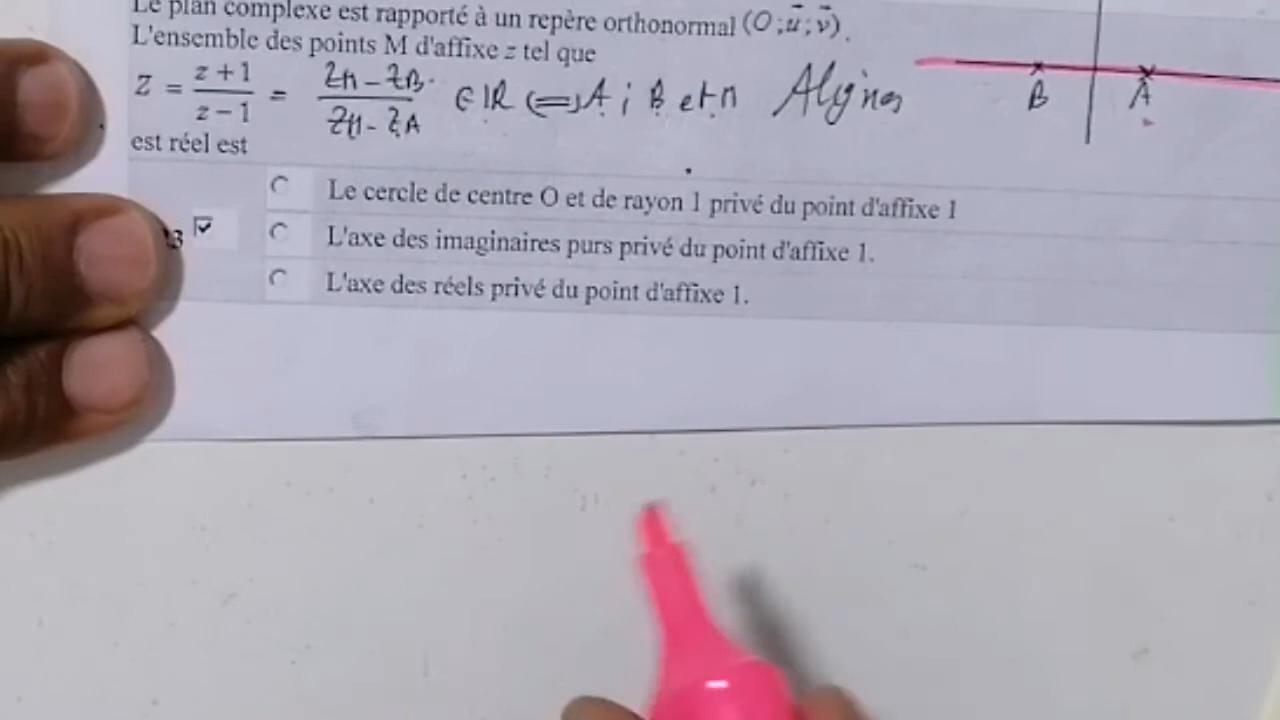 Le plan complexe est rapporté à un repère orthonormal (O ; u⃗ ; v⃗).
L'ensemble des points M d'affixe z tel que
Z = z + 1 / z − 1 = ZM − ZB / ZM − ZA ∈ ℝ ⟺ A ; B et M Alignés
B A
est réel est
Le cercle de centre O et de rayon 1 privé du point d'affixe 1
L'axe des imaginaires purs privé du point d'affixe 1.
L'axe des réels privé du point d'affixe 1.